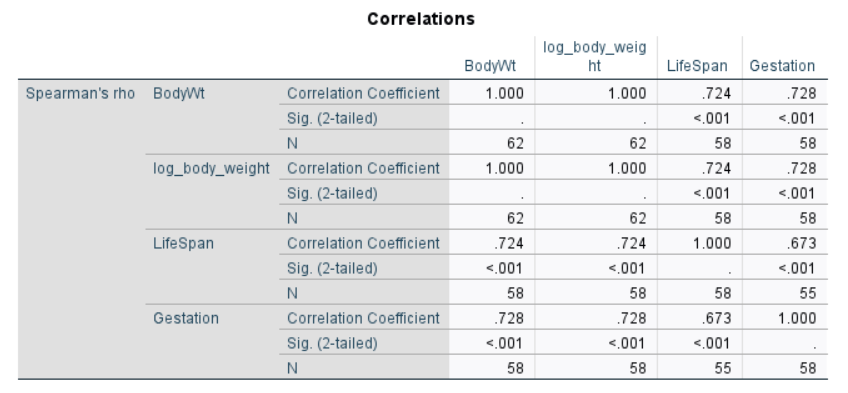 Correlations
BodyWt log_body_weig
ht LifeSpan Gestation
Spearman's rho BodyWt Correlation Coefficient 1.000 1.000 .724 .728
Sig. (2-tailed) . . <.001 <.001
N 62 62 58 58
log_body_weight Correlation Coefficient 1.000 1.000 .724 .728
Sig. (2-tailed) . . <.001 <.001
N 62 62 58 58
LifeSpan Correlation Coefficient .724 .724 1.000 .673
Sig. (2-tailed) <.001 <.001 . <.001
N 58 58 58 55
Gestation Correlation Coefficient .728 .728 .673 1.000
Sig. (2-tailed) <.001 <.001 <.001 .
N 58 58 55 58